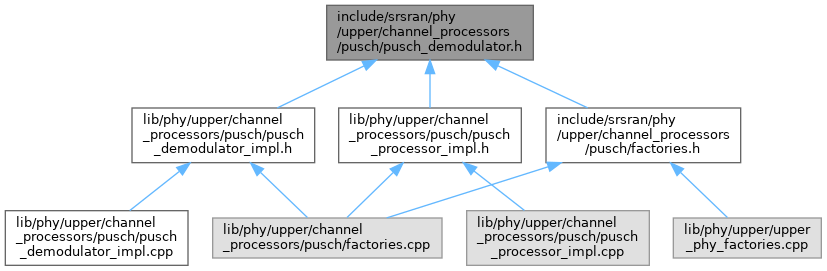 include/srsran/phy
/upper/channel_processors
/pusch/pusch_demodulator.h
lib/phy/upper/channel
_processors/pusch/pusch
_demodulator_impl.h
lib/phy/upper/channel
_processors/pusch/pusch
_processor_impl.h
include/srsran/phy
/upper/channel_processors
/pusch/factories.h
lib/phy/upper/channel
_processors/pusch/pusch
_demodulator_impl.cpp
lib/phy/upper/channel
_processors/pusch/factories.cpp
lib/phy/upper/channel
_processors/pusch/pusch
_processor_impl.cpp
lib/phy/upper/upper
_phy_factories.cpp